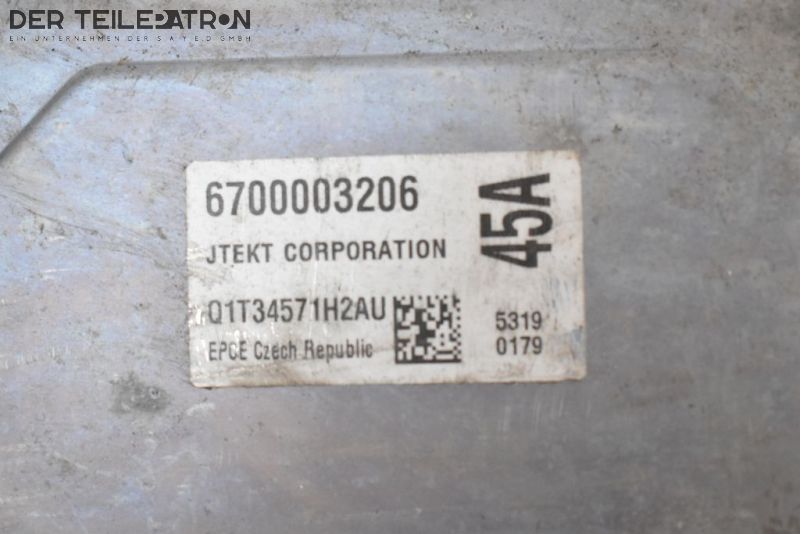 DER TEILEPATRON
EIN UNTERNEHMEN DER S A Y E D GMBH
6700003206
45A
JTEKT CORPORATION
Q1T34571H2AU
5319
EPCE Czech Republic
0179